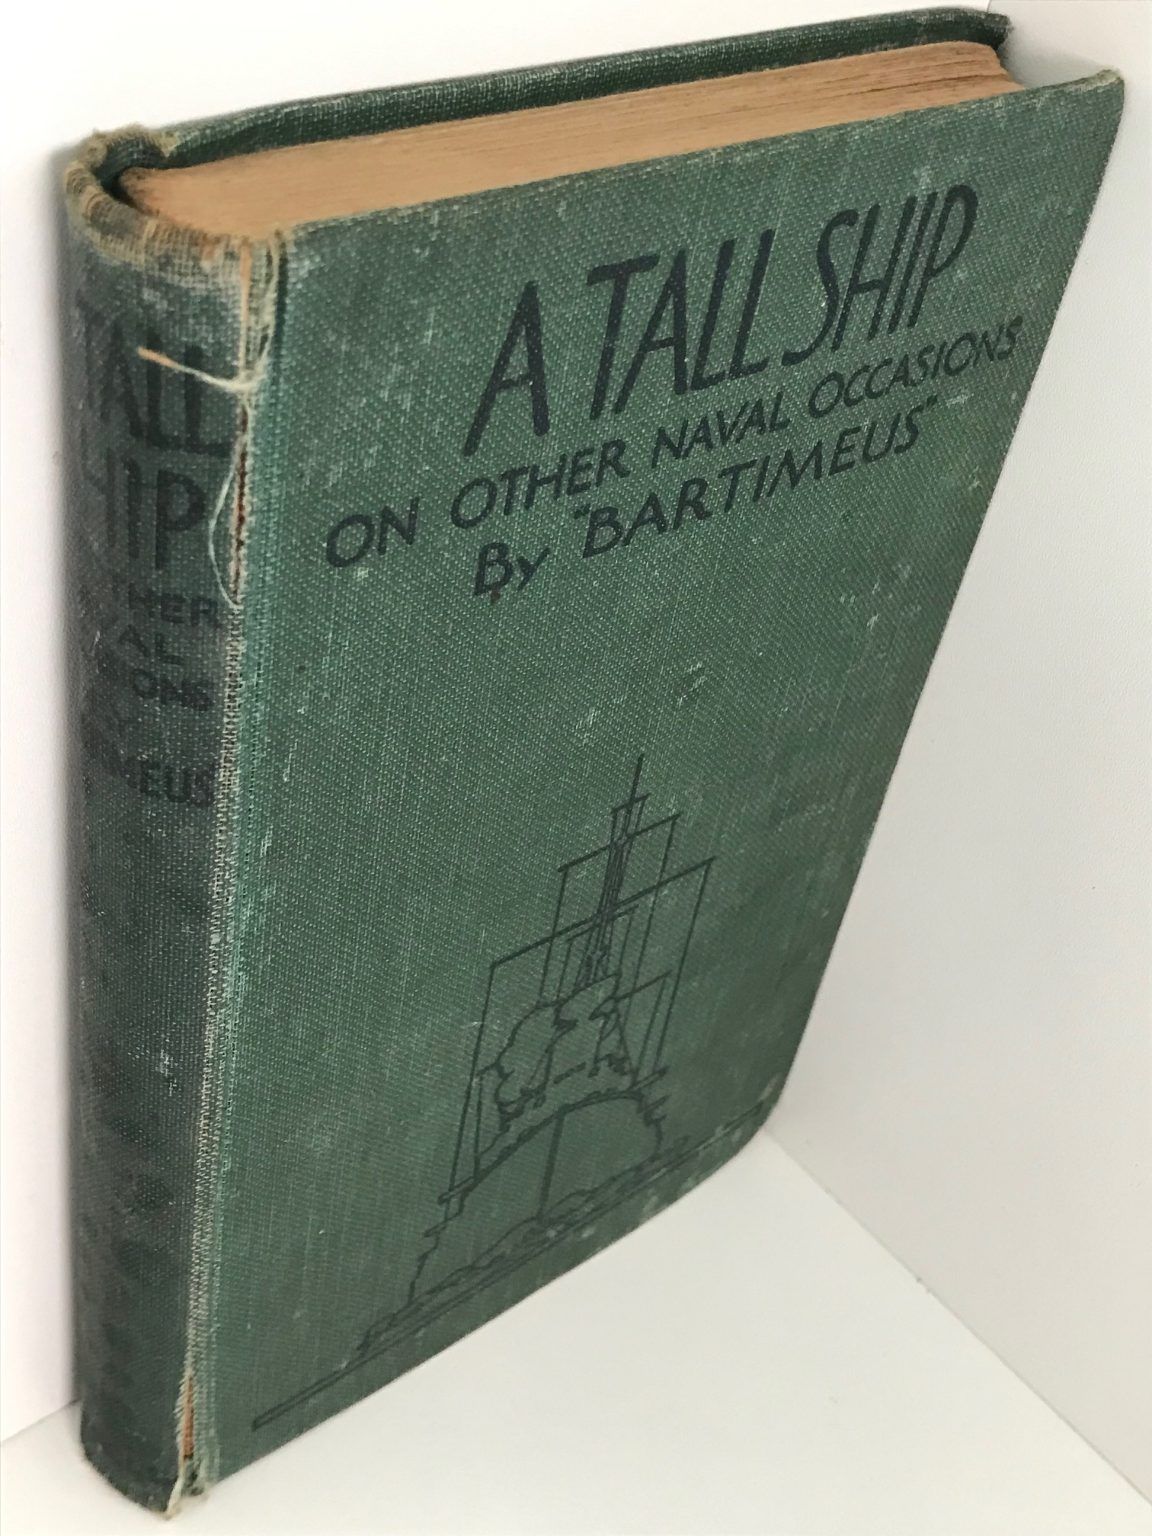 TALL
SHIP
HER
AL
ONS
MEUS
A TALL SHIP
ON OTHER NAVAL OCCASIONS
By "BARTIMEUS"